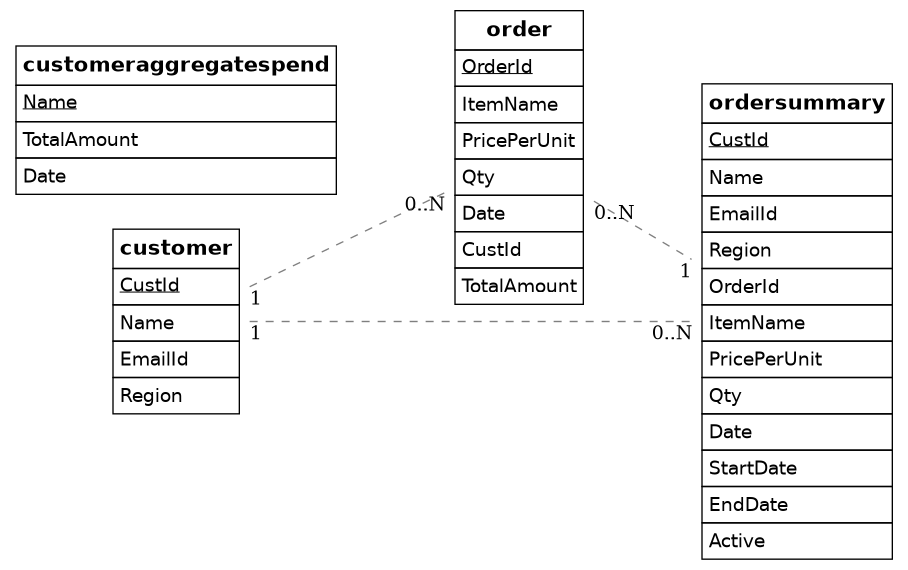 customeraggregatespend
Name
TotalAmount
Date
customer
CustId
Name
EmailId
Region
order
OrderId
ItemName
PricePerUnit
Qty
Date
CustId
TotalAmount
ordersummary
CustId
Name
EmailId
Region
OrderId
ItemName
PricePerUnit
Qty
Date
StartDate
EndDate
Active
0..N
1
0..N
1
1
0..N